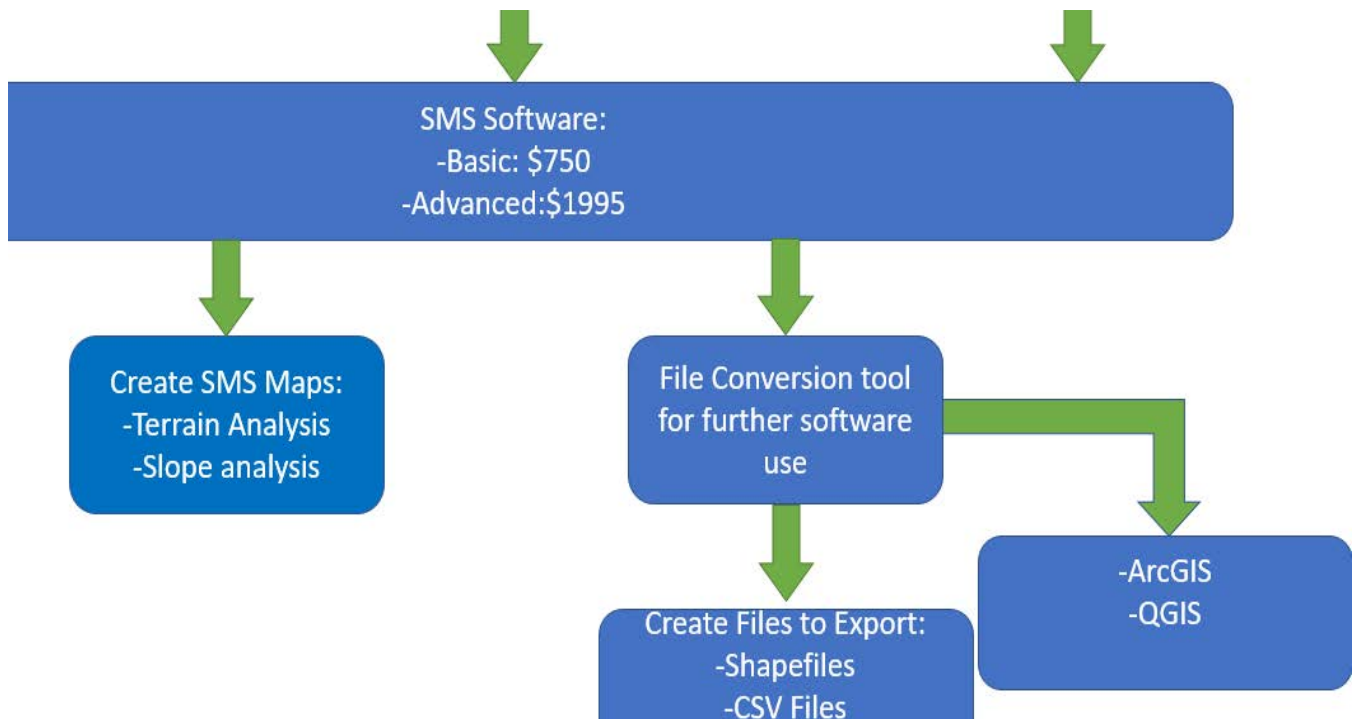 SMS Software:
-Basic: $750
-Advanced:$1995
Create SMS Maps:
-Terrain Analysis
-Slope analysis
File Conversion tool
for further software
use
-ArcGIS
-QGIS
Create Files to Export:
-Shapefiles
-CSV Files